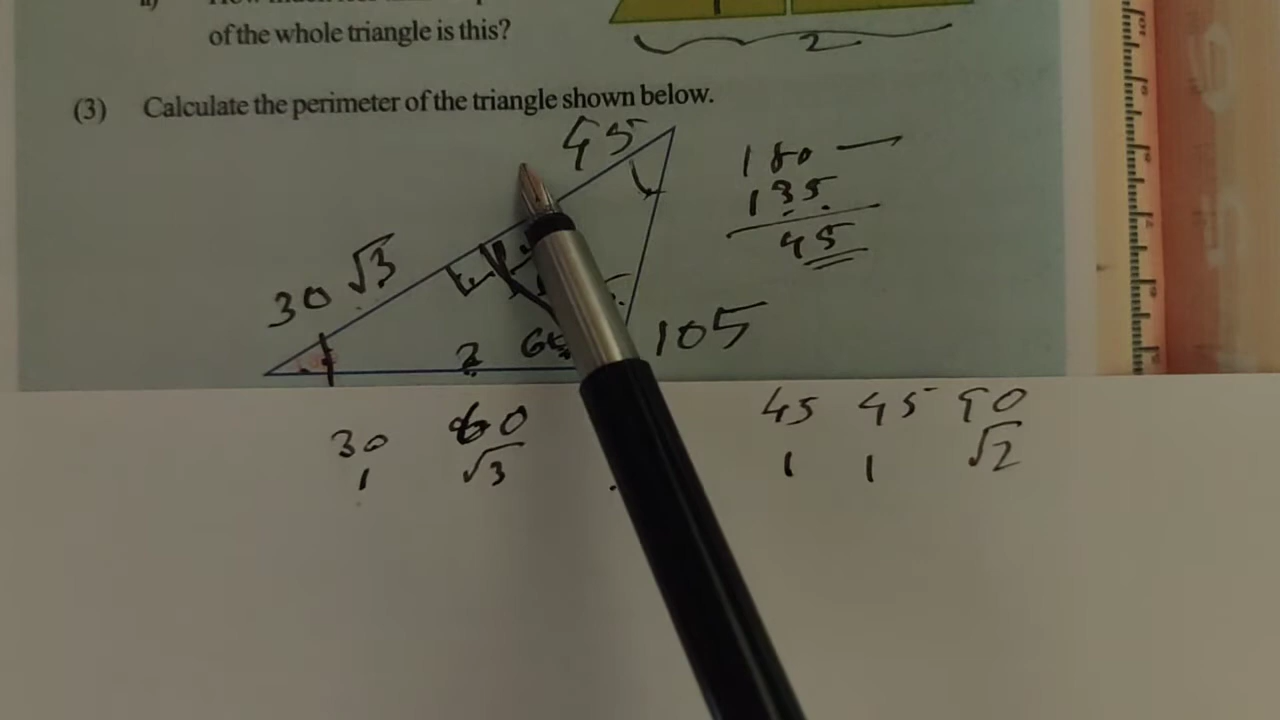 of the whole triangle is this?
2
(3) Calculate the perimeter of the triangle shown below.
45
180
135
45
30 √3
2
105
30 60
1 √3
45 45 90
1 1 √2